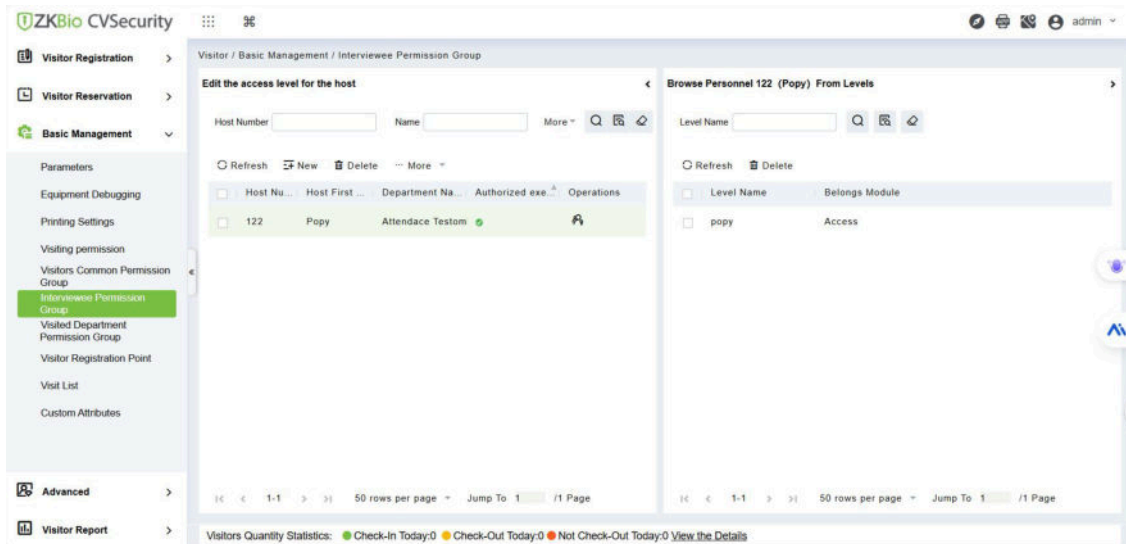 ZKBio CVSecurity
admin
Visitor Registration
Visitor Reservation
Basic Management
Parameters
Equipment Debugging
Printing Settings
Visiting permission
Visitors Common Permission
Group
Interviewee Permission
Group
Visited Department
Permission Group
Visitor Registration Point
Visit List
Custom Attributes
Advanced
Visitor Report
Visitor / Basic Management / Interviewee Permission Group
Edit the access level for the host
Host Number Name More
Refresh New Delete ··· More
Host Nu... Host First ... Department Na... Authorized exe... Operations
122 Popy Attendace Testom
1-1 50 rows per page Jump To 1 /1 Page
Browse Personnel 122 (Popy) From Levels
Level Name
Refresh Delete
Level Name Belongs Module
popy Access
1-1 50 rows per page Jump To 1 /1 Page
Visitors Quantity Statistics: Check-In Today:0 Check-Out Today:0 Not Check-Out Today:0 View the Details